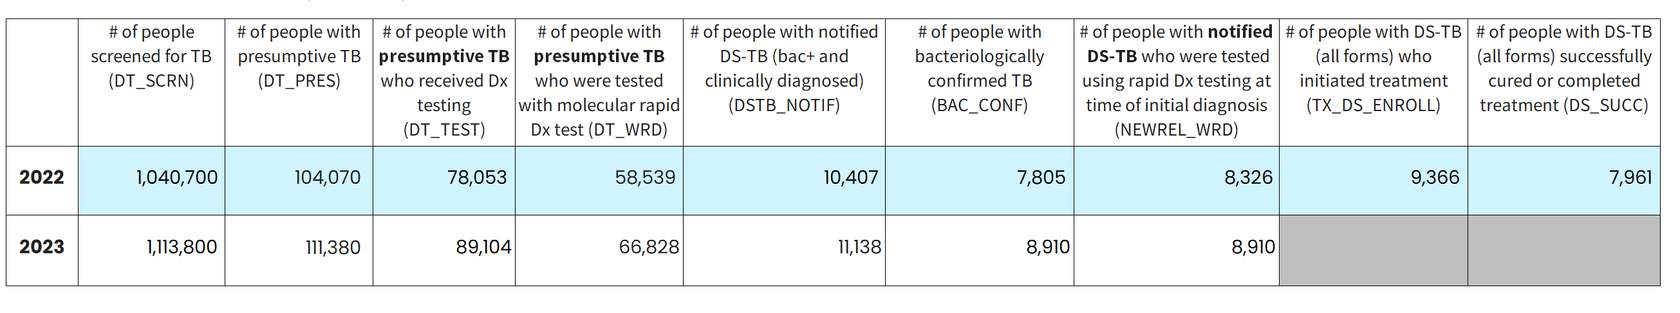 # of people
screened for TB
(DT_SCRN)
# of people with
presumptive TB
(DT_PRES)
# of people with
presumptive TB
who received Dx
testing
(DT_TEST)
# of people with
presumptive TB
who were tested
with molecular rapid
Dx test (DT_WRD)
# of people with notified
DS-TB (bac+ and
clinically diagnosed)
(DSTB_NOTIF)
# of people with
bacteriologically
confirmed TB
(BAC_CONF)
# of people with notified
DS-TB who were tested
using rapid Dx testing at
time of initial diagnosis
(NEWREL_WRD)
# of people with DS-TB
(all forms) who
initiated treatment
(TX_DS_ENROLL)
# of people with DS-TB
(all forms) successfully
cured or completed
treatment (DS_SUCC)
2022 1,040,700 104,070 78,053 58,539 10,407 7,805 8,326 9,366 7,961
2023 1,113,800 111,380 89,104 66,828 11,138 8,910 8,910